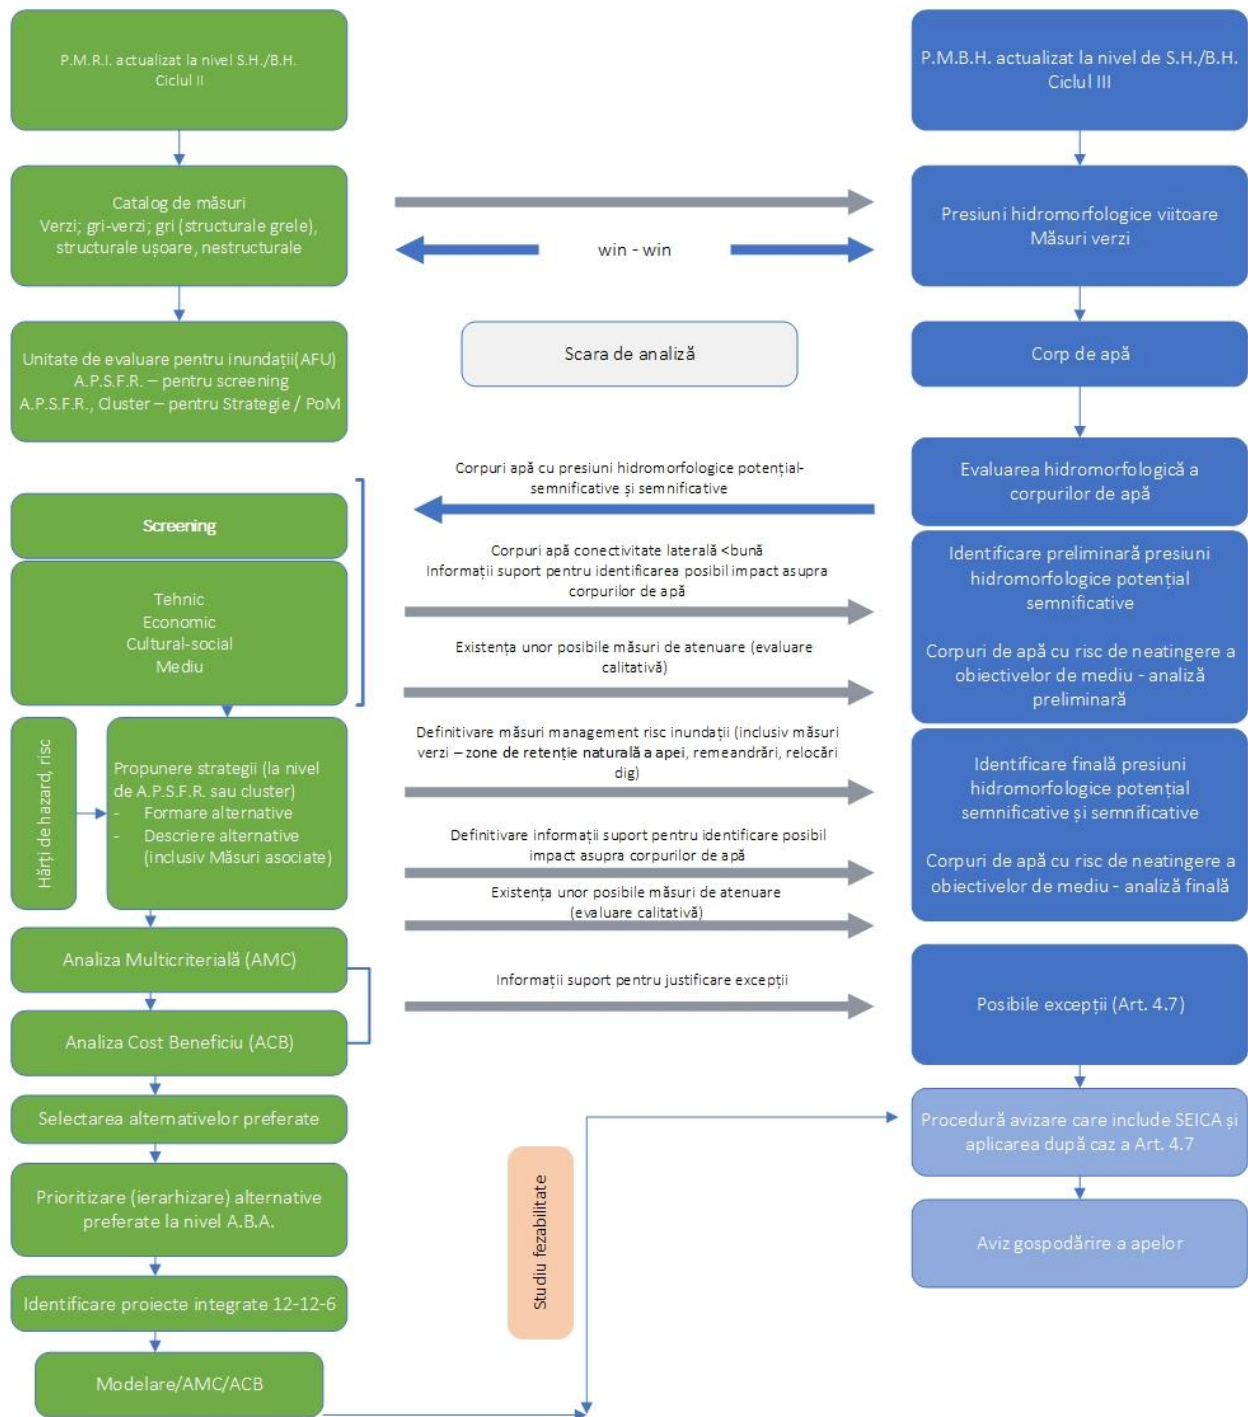 P.M.R.I. actualizat la nivel S.H./B.H.
Ciclul II
P.M.B.H. actualizat la nivel de S.H./B.H.
Ciclul III
Catalog de măsuri
Verzi; gri-verzi; gri (structurale grele),
structurale ușoare, nestructurale
win - win
Presiuni hidromorfologice viitoare
Măsuri verzi
Unitate de evaluare pentru inundații(AFU)
A.P.S.F.R. – pentru screening
A.P.S.F.R., Cluster – pentru Strategie / PoM
Scara de analiză
Corp de apă
Corpuri apă cu presiuni hidromorfologice potențial-
semnificative și semnificative
Evaluarea hidromorfologică a
corpurilor de apă
Screening
Tehnic
Economic
Cultural-social
Mediu
Corpuri apă conectivitate laterală <bună
Informații suport pentru identificarea posibil impact asupra
corpurilor de apă
Existența unor posibile măsuri de atenuare (evaluare
calitativă)
Identificare preliminară presiuni
hidromorfologice potențial
semnificative
Corpuri de apă cu risc de neatingere a
obiectivelor de mediu - analiză
preliminară
Hărți de hazard, risc
Propunere strategii (la nivel
de A.P.S.F.R. sau cluster)
- Formare alternative
- Descriere alternative
(inclusiv Măsuri asociate)
Definitivare măsuri management risc inundații (inclusiv măsuri
verzi – zone de retenție naturală a apei, remeandrări, relocări
dig)
Definitivare informații suport pentru identificare posibil
impact asupra corpurilor de apă
Existența unor posibile măsuri de atenuare
(evaluare calitativă)
Identificare finală presiuni
hidromorfologice potențial
semnificative și semnificative
Corpuri de apă cu risc de neatingere a
obiectivelor de mediu - analiză finală
Analiza Multicriterială (AMC)
Informații suport pentru justificare excepții
Posibile excepții (Art. 4.7)
Analiza Cost Beneficiu (ACB)
Selectarea alternativelor preferate
Procedură avizare care include SEICA și
aplicarea după caz a Art. 4.7
Prioritizare (ierarhizare) alternative
preferate la nivel A.B.A.
Studiu fezabilitate
Aviz gospodărire a apelor
Identificare proiecte integrate 12-12-6
Modelare/AMC/ACB